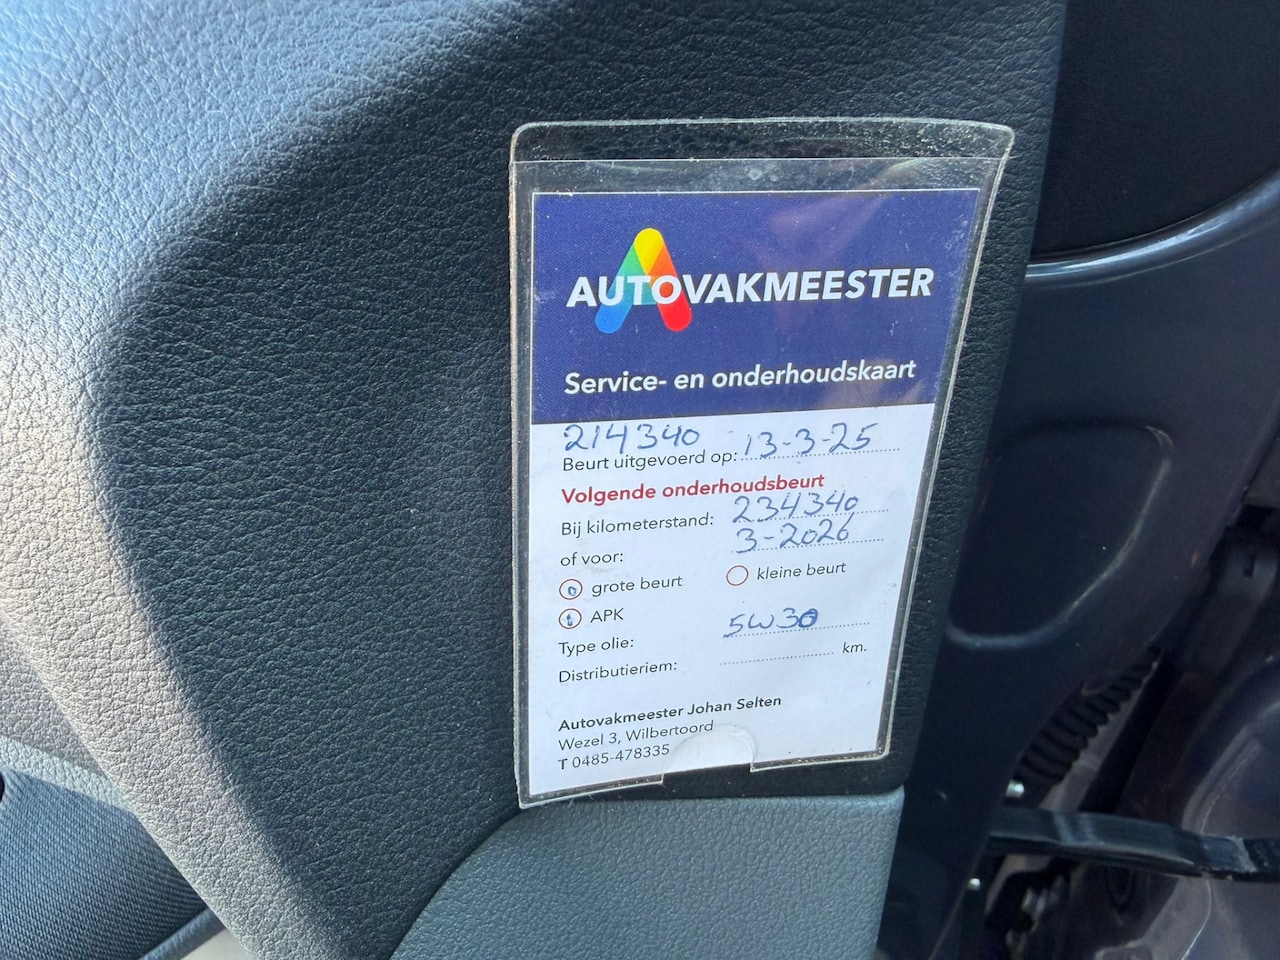 AUTOVAKMEESTER
Service- en onderhoudskaart
214340
Beurt uitgevoerd op: 13-3-25
Volgende onderhoudsbeurt
Bij kilometerstand: 234340
of voor: 3-2026
grote beurt kleine beurt
APK
Type olie: 5W30
Distributieriem: km.
Autovakmeester Johan Selten
Wezel 3, Wilbertoord
T 0485-478335